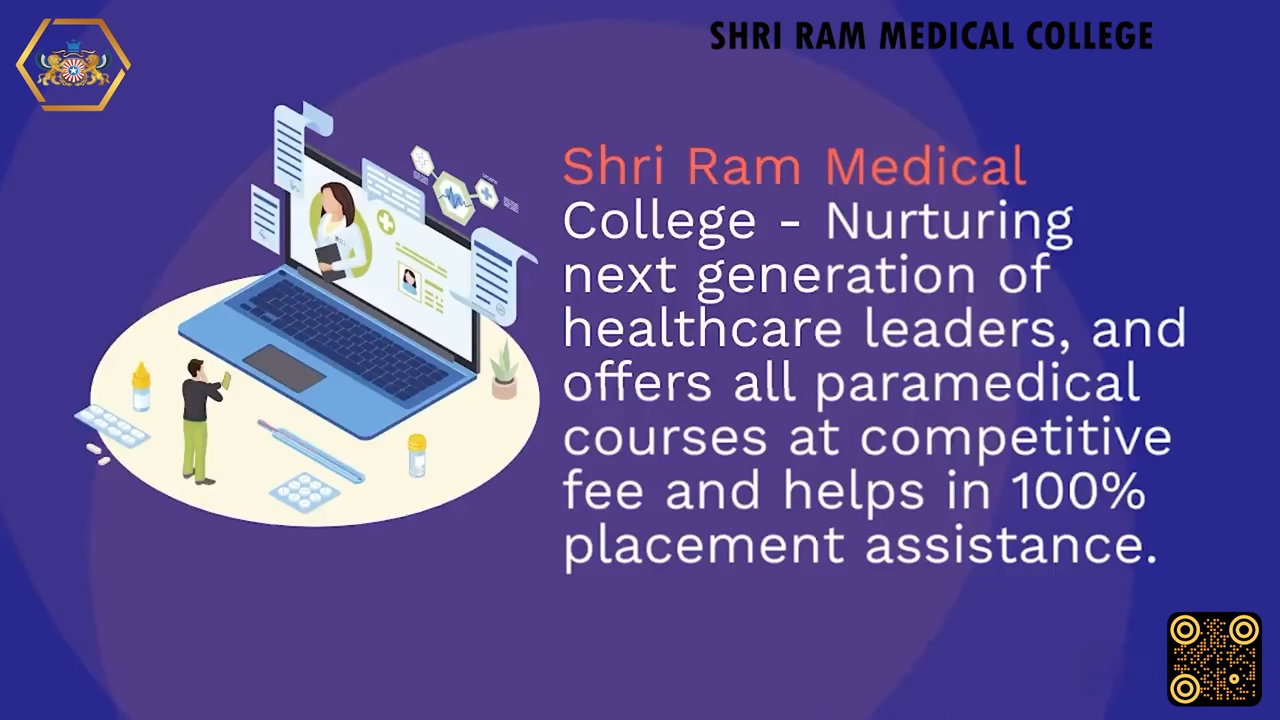 SHRI RAM MEDICAL COLLEGE
Shri Ram Medical
College - Nurturing
next generation of
healthcare leaders, and
offers all paramedical
courses at competitive
fee and helps in 100%
placement assistance.